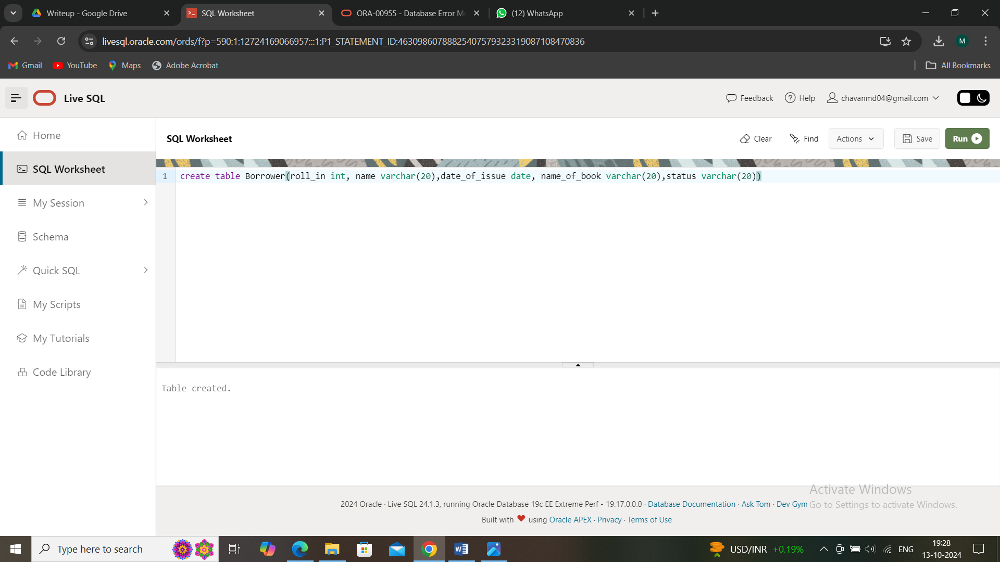 Writeup - Google Drive
SQL Worksheet
ORA-00955 - Database Error M
(12) WhatsApp
livesql.oracle.com/ords/f?p=590:1:12724169066957:::1:P1_STATEMENT_ID:46309860788825407579323319087108470836
M
Gmail
YouTube
Maps
Adobe Acrobat
All Bookmarks
Live SQL
Feedback
Help
chavanmd04@gmail.com
Home
SQL Worksheet
My Session
Schema
Quick SQL
My Scripts
My Tutorials
Code Library
SQL Worksheet
Clear
Find
Actions
Save
Run
1 create table Borrower(roll_in int, name varchar(20),date_of_issue date, name_of_book varchar(20),status varchar(20))
Table created.
2024 Oracle · Live SQL 24.1.3, running Oracle Database 19c EE Extreme Perf - 19.17.0.0.0 · Database Documentation · Ask Tom · Dev Gym
Built with ❤ using Oracle APEX · Privacy · Terms of Use
Activate Windows
Go to Settings to activate Windows.
Type here to search
USD/INR +0.19%
ENG
19:28
13-10-2024